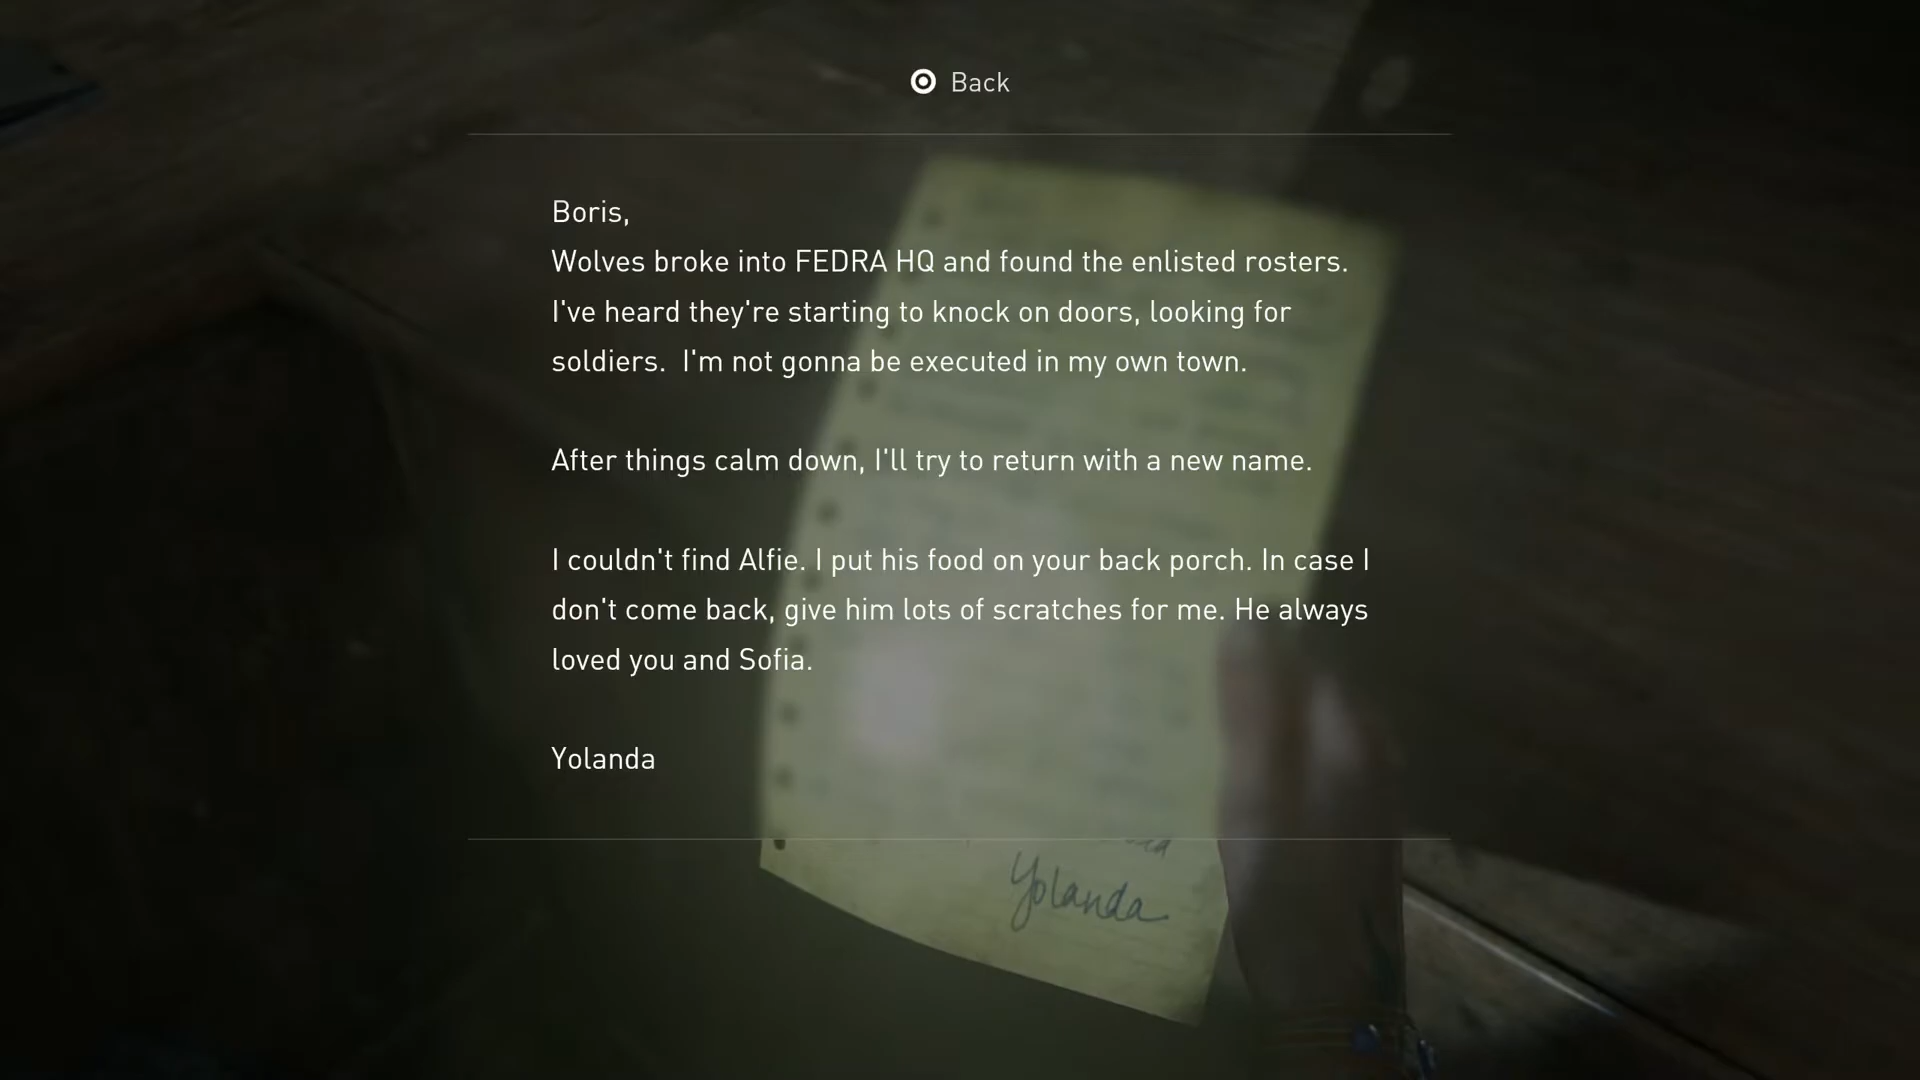 Back
Boris,
Wolves broke into FEDRA HQ and found the enlisted rosters.
I've heard they're starting to knock on doors, looking for
soldiers.  I'm not gonna be executed in my own town.
After things calm down, I'll try to return with a new name.
I couldn't find Alfie. I put his food on your back porch. In case I
don't come back, give him lots of scratches for me. He always
loved you and Sofia.
Yolanda
Yolanda